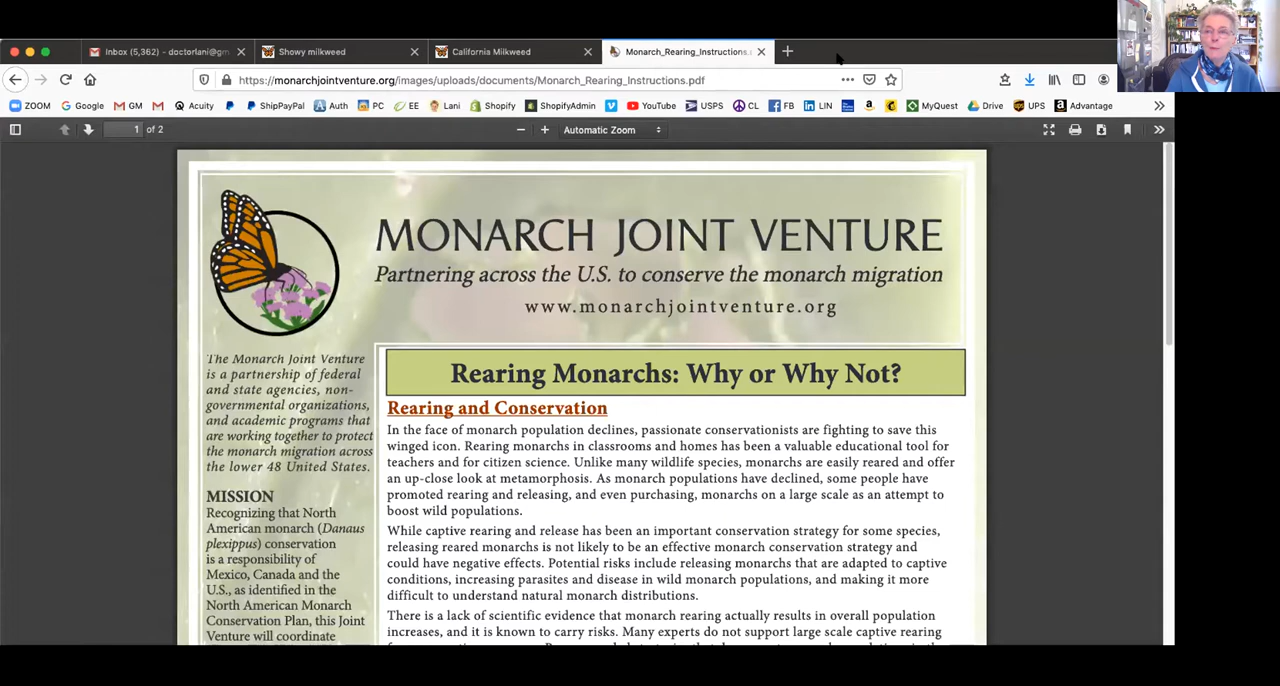 Inbox (5,362) - doctorlani@gm
Showy milkweed
California Milkweed
Monarch_Rearing_Instructions.
https://monarchjointventure.org/images/uploads/documents/Monarch_Rearing_Instructions.pdf
ZOOM Google GM M Acuity ShipPayPal Auth PC EE Lani Shopify ShopifyAdmin YouTube USPS CL FB LIN MyQuest Drive UPS Advantage
1 of 2 Automatic Zoom
MONARCH JOINT VENTURE
Partnering across the U.S. to conserve the monarch migration
www.monarchjointventure.org
The Monarch Joint Venture
is a partnership of federal
and state agencies, non-
governmental organizations,
and academic programs that
are working together to protect
the monarch migration across
the lower 48 United States.
MISSION
Recognizing that North
American monarch (Danaus
plexippus) conservation
is a responsibility of
Mexico, Canada and the
U.S., as identified in the
North American Monarch
Conservation Plan, this Joint
Venture will coordinate
Rearing Monarchs: Why or Why Not?
Rearing and Conservation
In the face of monarch population declines, passionate conservationists are fighting to save this
winged icon. Rearing monarchs in classrooms and homes has been a valuable educational tool for
teachers and for citizen science. Unlike many wildlife species, monarchs are easily reared and offer
an up-close look at metamorphosis. As monarch populations have declined, some people have
promoted rearing and releasing, and even purchasing, monarchs on a large scale as an attempt to
boost wild populations.
While captive rearing and release has been an important conservation strategy for some species,
releasing reared monarchs is not likely to be an effective monarch conservation strategy and
could have negative effects. Potential risks include releasing monarchs that are adapted to captive
conditions, increasing parasites and disease in wild monarch populations, and making it more
difficult to understand natural monarch distributions.
There is a lack of scientific evidence that monarch rearing actually results in overall population
increases, and it is known to carry risks. Many experts do not support large scale captive rearing